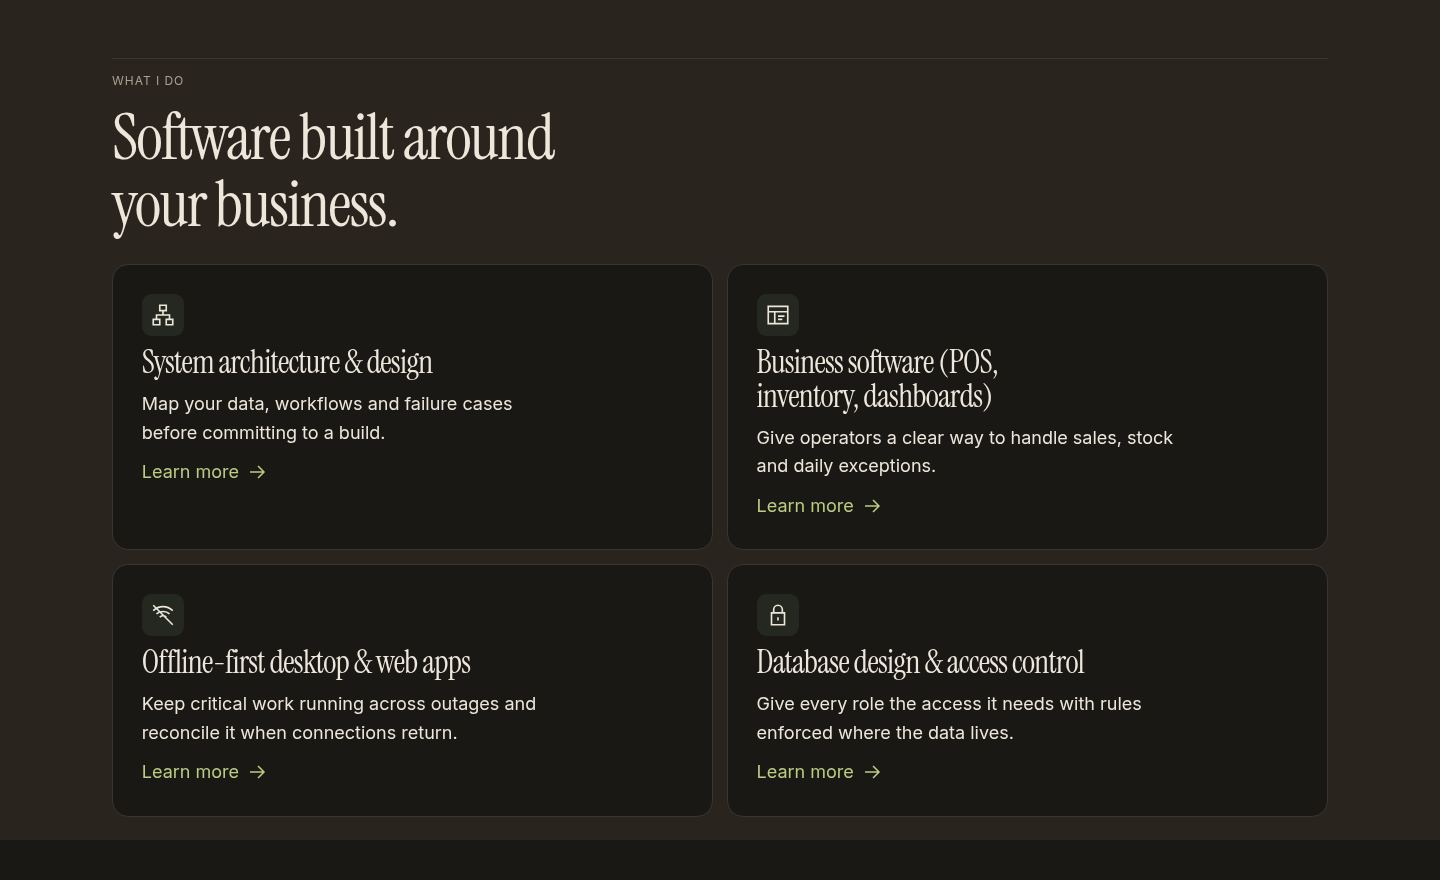 WHAT I DO
Software built around
your business.
System architecture & design
Map your data, workflows and failure cases
before committing to a build.
Learn more →
Business software (POS,
inventory, dashboards)
Give operators a clear way to handle sales, stock
and daily exceptions.
Learn more →
Offline-first desktop & web apps
Keep critical work running across outages and
reconcile it when connections return.
Learn more →
Database design & access control
Give every role the access it needs with rules
enforced where the data lives.
Learn more →